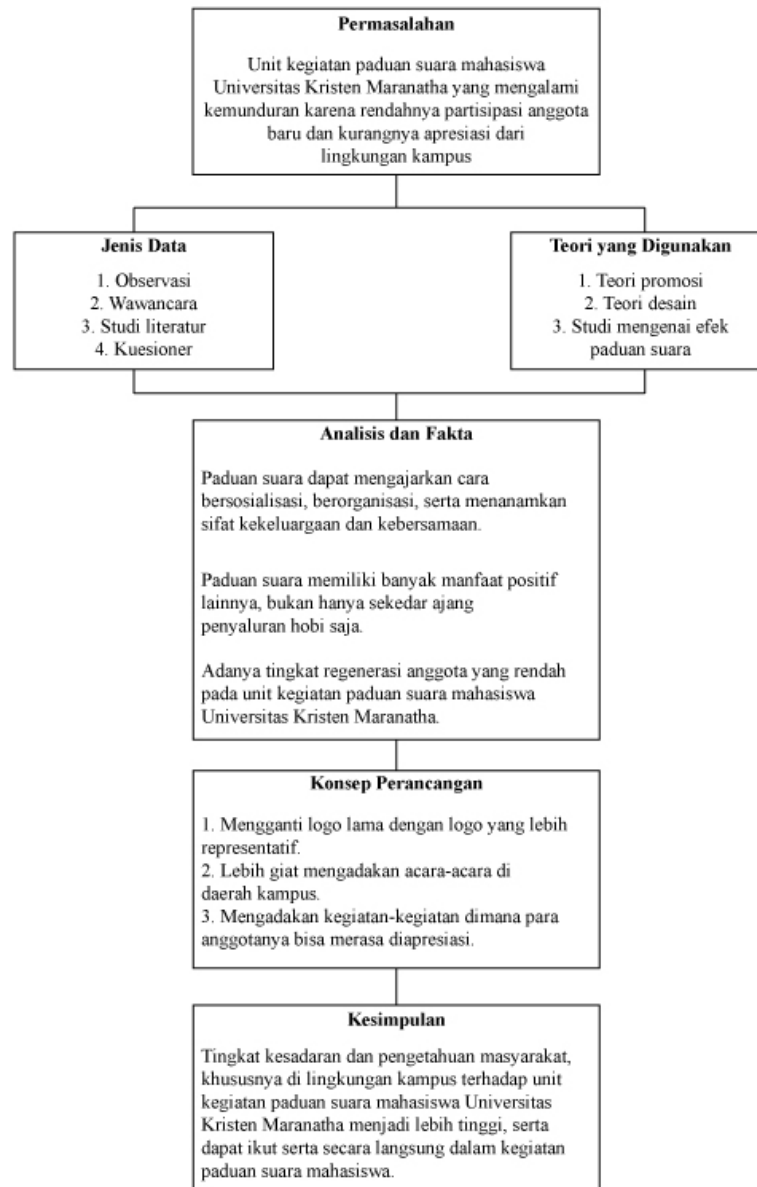 Permasalahan
Unit kegiatan paduan suara mahasiswa
Universitas Kristen Maranatha yang mengalami
kemunduran karena rendahnya partisipasi anggota
baru dan kurangnya apresiasi dari
lingkungan kampus
Jenis Data
1. Observasi
2. Wawancara
3. Studi literatur
4. Kuesioner
Teori yang Digunakan
1. Teori promosi
2. Teori desain
3. Studi mengenai efek
paduan suara
Analisis dan Fakta
Paduan suara dapat mengajarkan cara
bersosialisasi, berorganisasi, serta menanamkan
sifat kekeluargaan dan kebersamaan.
Paduan suara memiliki banyak manfaat positif
lainnya, bukan hanya sekedar ajang
penyaluran hobi saja.
Adanya tingkat regenerasi anggota yang rendah
pada unit kegiatan paduan suara mahasiswa
Universitas Kristen Maranatha.
Konsep Perancangan
1. Mengganti logo lama dengan logo yang lebih
representatif.
2. Lebih giat mengadakan acara-acara di
daerah kampus.
3. Mengadakan kegiatan-kegiatan dimana para
anggotanya bisa merasa diapresiasi.
Kesimpulan
Tingkat kesadaran dan pengetahuan masyarakat,
khususnya di lingkungan kampus terhadap unit
kegiatan paduan suara mahasiswa Universitas
Kristen Maranatha menjadi lebih tinggi, serta
dapat ikut serta secara langsung dalam kegiatan
paduan suara mahasiswa.